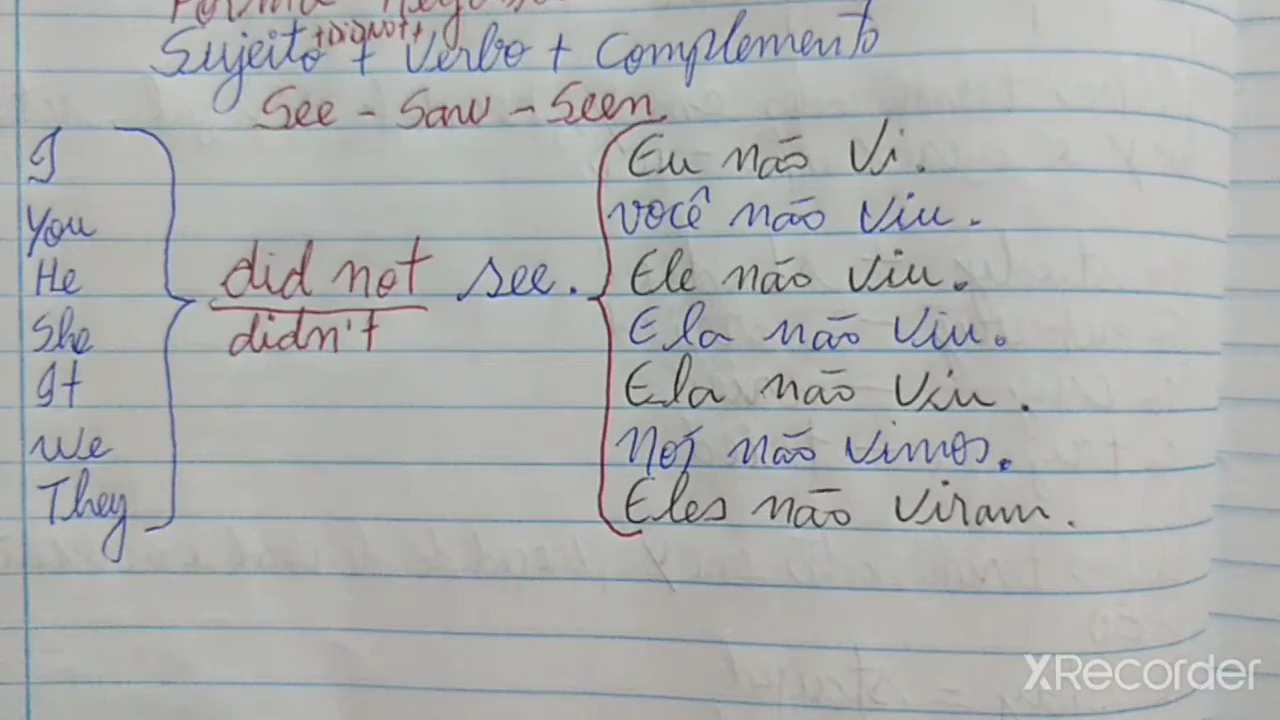 Forma Nega
+DID NOT+
Sujeito + Verbo + Complemento
See - Saw - Seen
I
You
He
She
It
We
They
did not see.
didn't
Eu não Vi.
você não Viu.
Ele não Viu.
Ela não Viu.
Ela não Viu.
Nós não Vimos.
Eles não Viram.
XRecorder